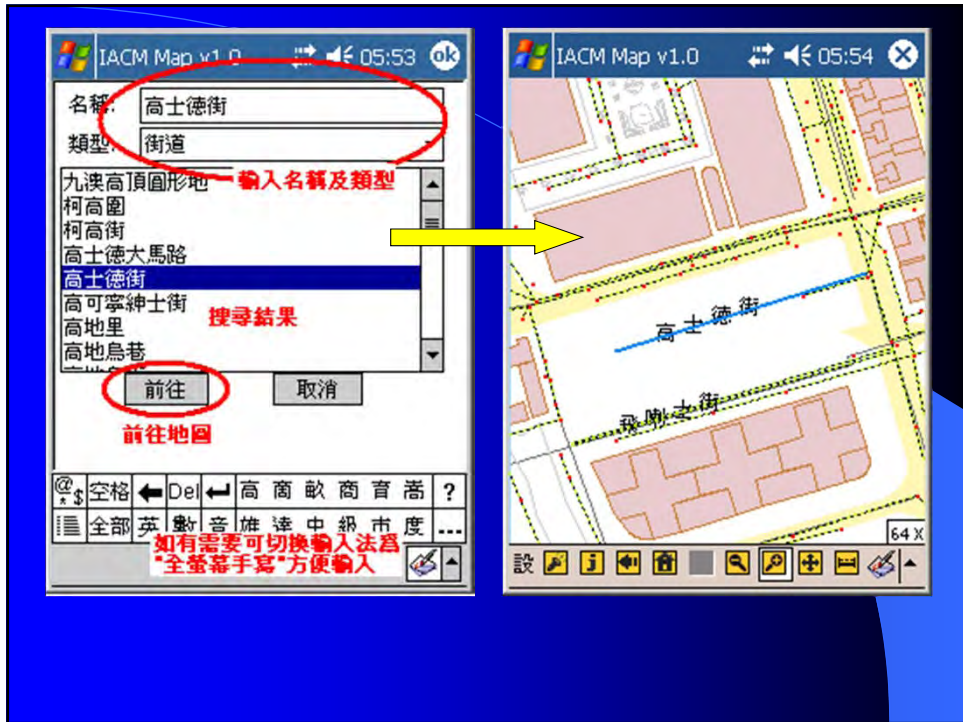 IACM Map v1.0 05:53 ok
名稱: 高士德街
類型: 街道
輸入名稱及類型
九澳高頂圓形地
柯高圍
柯高街
高士德大馬路
高士德街
高可寧紳士街
高地里
高地烏巷
搜尋結果
前往 取消
前往地圖
@*$ 空格 Del 高 啇 畝 商 育 嵩 ?
全部 英 數 音 雄 達 中 級 市 度 ...
如有需要可切換輸入法爲
"全螢幕手寫"方便輸入
IACM Map v1.0 05:54
高士德街
飛喇士街
64 X
設